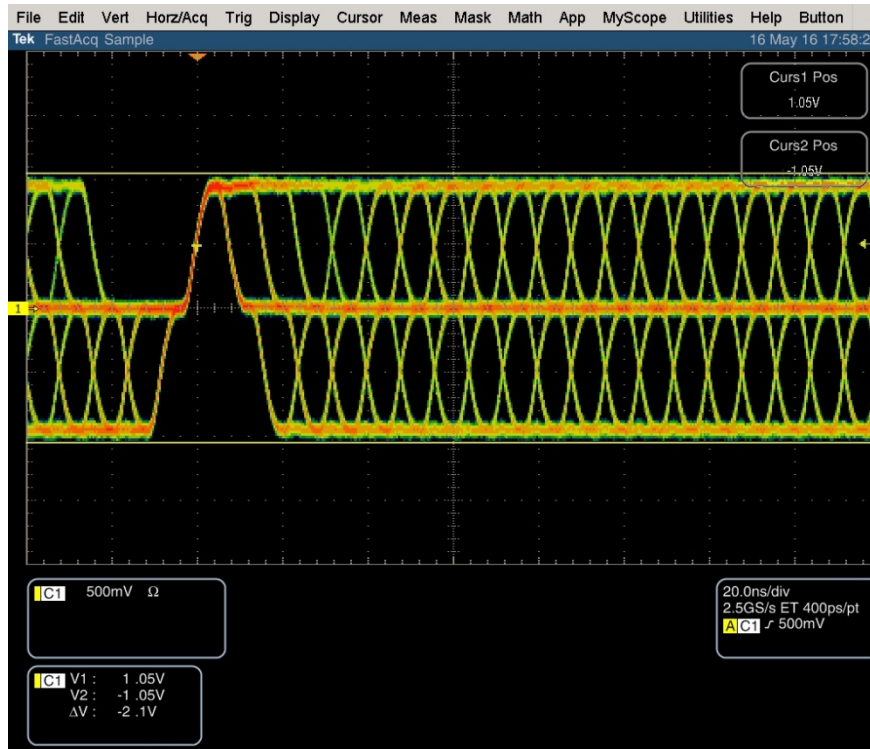 File Edit Vert Horz/Acq Trig Display Cursor Meas Mask Math App MyScope Utilities Help Button
Tek FastAcq Sample 16 May 16 17:58:2
Curs1 Pos
1.05V
Curs2 Pos
-1.05V
1
C1 500mV Ω
20.0ns/div
2.5GS/s ET 400ps/pt
A C1 500mV
C1 V1 : 1 .05V
V2 : -1 .05V
ΔV : -2 .1V